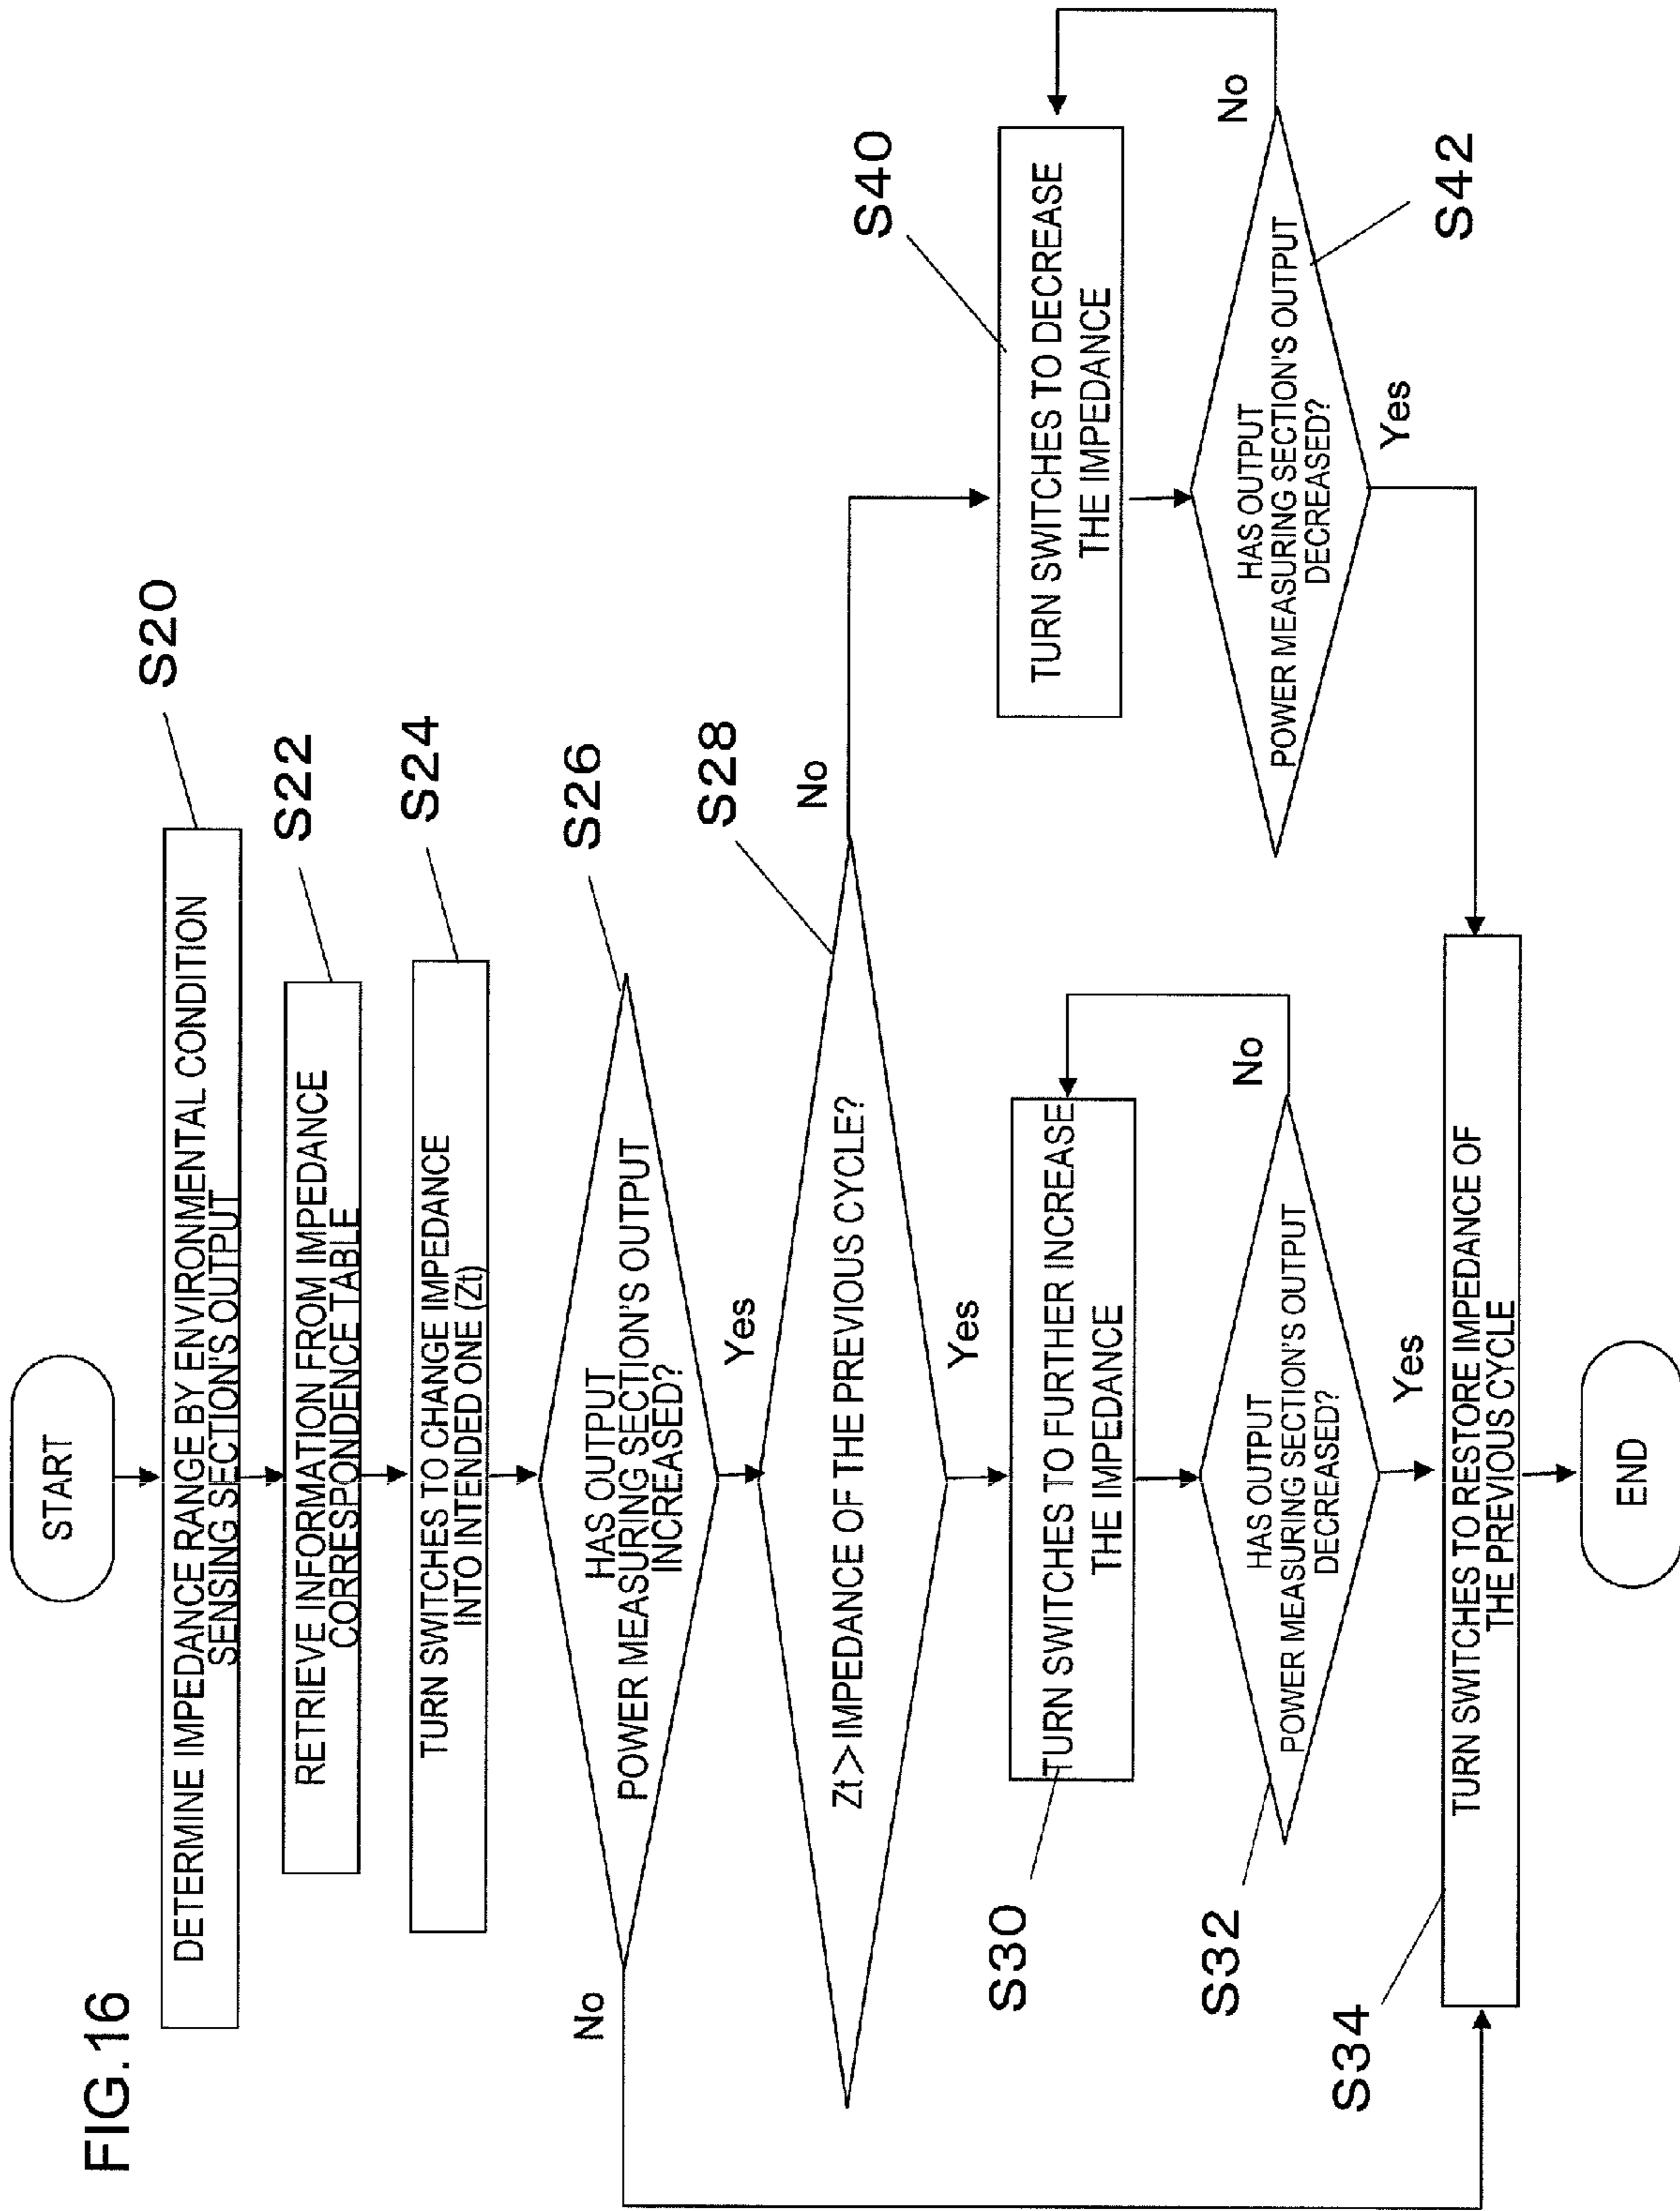 FIG.16
START
DETERMINE IMPEDANCE RANGE BY ENVIRONMENTAL CONDITION
SENSING SECTION'S OUTPUT
S20
RETRIEVE INFORMATION FROM IMPEDANCE
CORRESPONDENCE TABLE
S22
TURN SWITCHES TO CHANGE IMPEDANCE
INTO INTENDED ONE (Zt)
S24
HAS OUTPUT
POWER MEASURING SECTION'S OUTPUT
INCREASED?
S26
No
Yes
Zt > IMPEDANCE OF THE PREVIOUS CYCLE?
S28
No
Yes
TURN SWITCHES TO FURTHER INCREASE
THE IMPEDANCE
S30
TURN SWITCHES TO DECREASE
THE IMPEDANCE
S40
HAS OUTPUT
POWER MEASURING SECTION'S OUTPUT
DECREASED?
S32
No
Yes
HAS OUTPUT
POWER MEASURING SECTION'S OUTPUT
DECREASED?
S42
No
Yes
TURN SWITCHES TO RESTORE IMPEDANCE OF
THE PREVIOUS CYCLE
S34
END